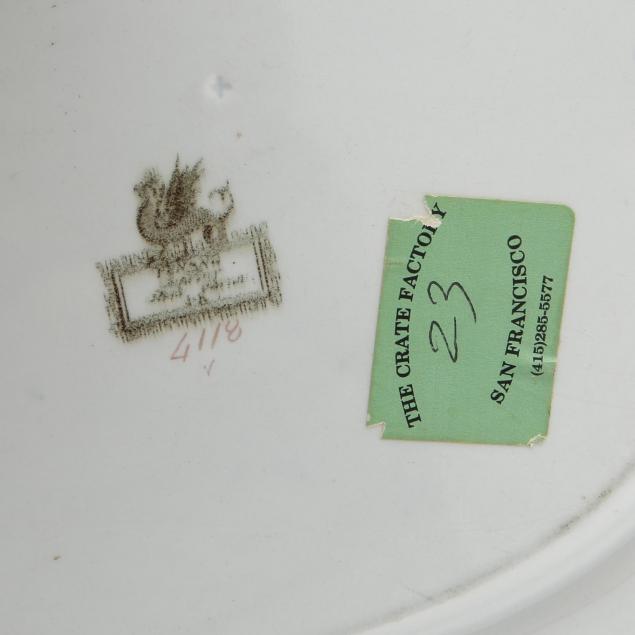 4118
THE CRATE FACTORY
23
SAN FRANCISCO
(415)285-5577